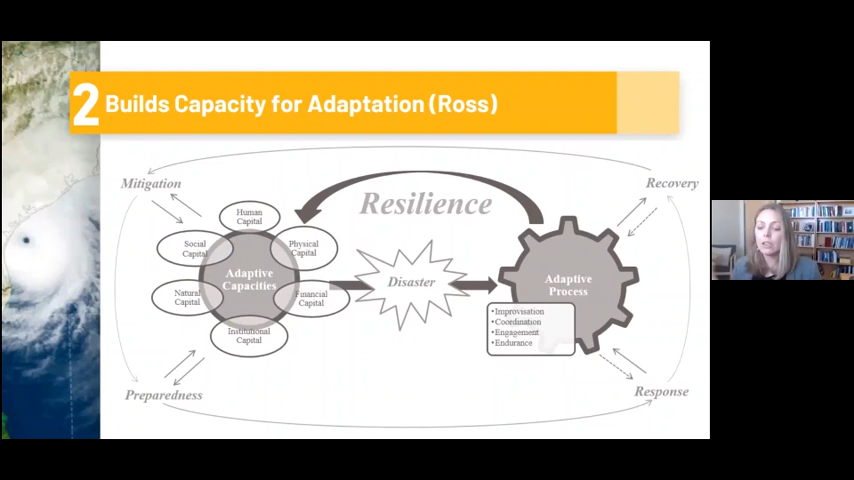 2 Builds Capacity for Adaptation (Ross)
Mitigation
Recovery
Resilience
Human
Capital
Social
Capital
Physical
Capital
Adaptive
Capacities
Natural
Capital
Financial
Capital
Institutional
Capital
Disaster
Adaptive
Process
•Improvisation
•Coordination
•Engagement
•Endurance
Preparedness
Response